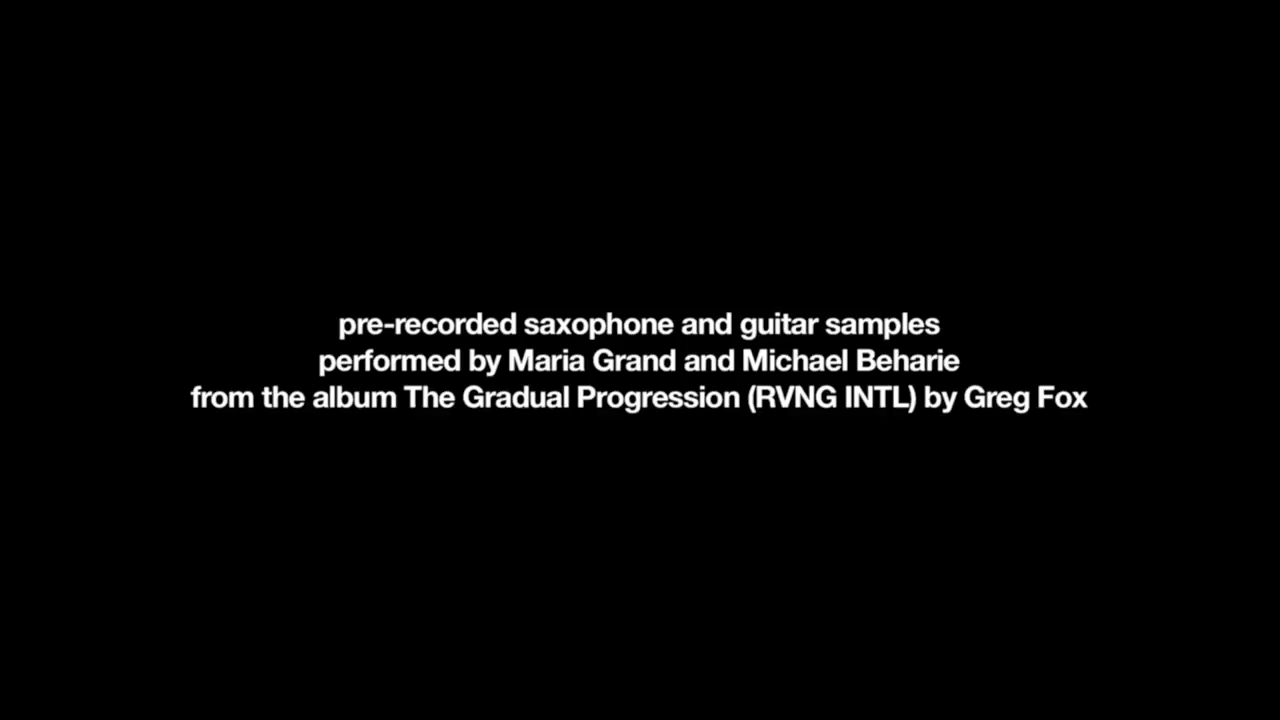 pre-recorded saxophone and guitar samples
performed by Maria Grand and Michael Beharie
from the album The Gradual Progression (RVNG INTL) by Greg Fox